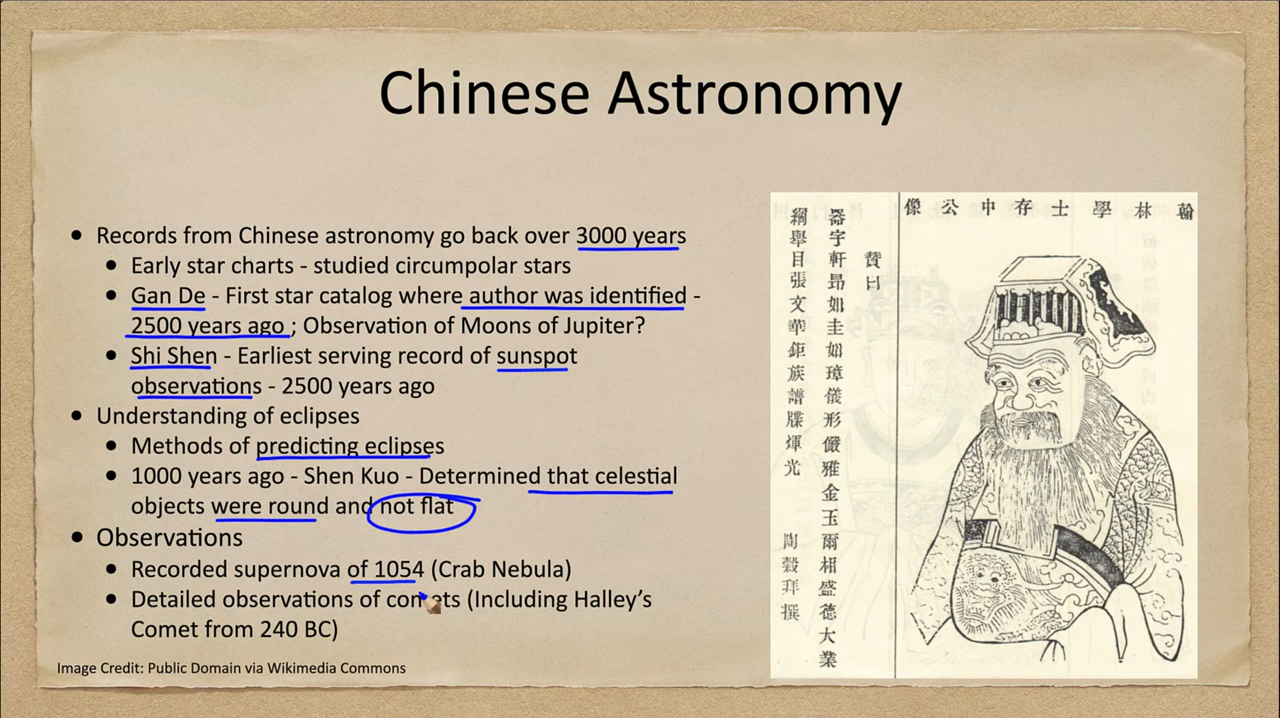 Chinese Astronomy
• Records from Chinese astronomy go back over 3000 years
• Early star charts - studied circumpolar stars
• Gan De - First star catalog where author was identified -
2500 years ago ; Observation of Moons of Jupiter?
• Shi Shen - Earliest serving record of sunspot
observations - 2500 years ago
• Understanding of eclipses
• Methods of predicting eclipses
• 1000 years ago - Shen Kuo - Determined that celestial
objects were round and not flat
• Observations
• Recorded supernova of 1054 (Crab Nebula)
• Detailed observations of comets (Including Halley's
Comet from 240 BC)
Image Credit: Public Domain via Wikimedia Commons
翰林學士存中公像
贊曰
器宇軒昂如圭如璋儀形儼雅金玉爾相盛德大業
綱舉目張文華鉅族譜牒煇光 陶穀拜撰